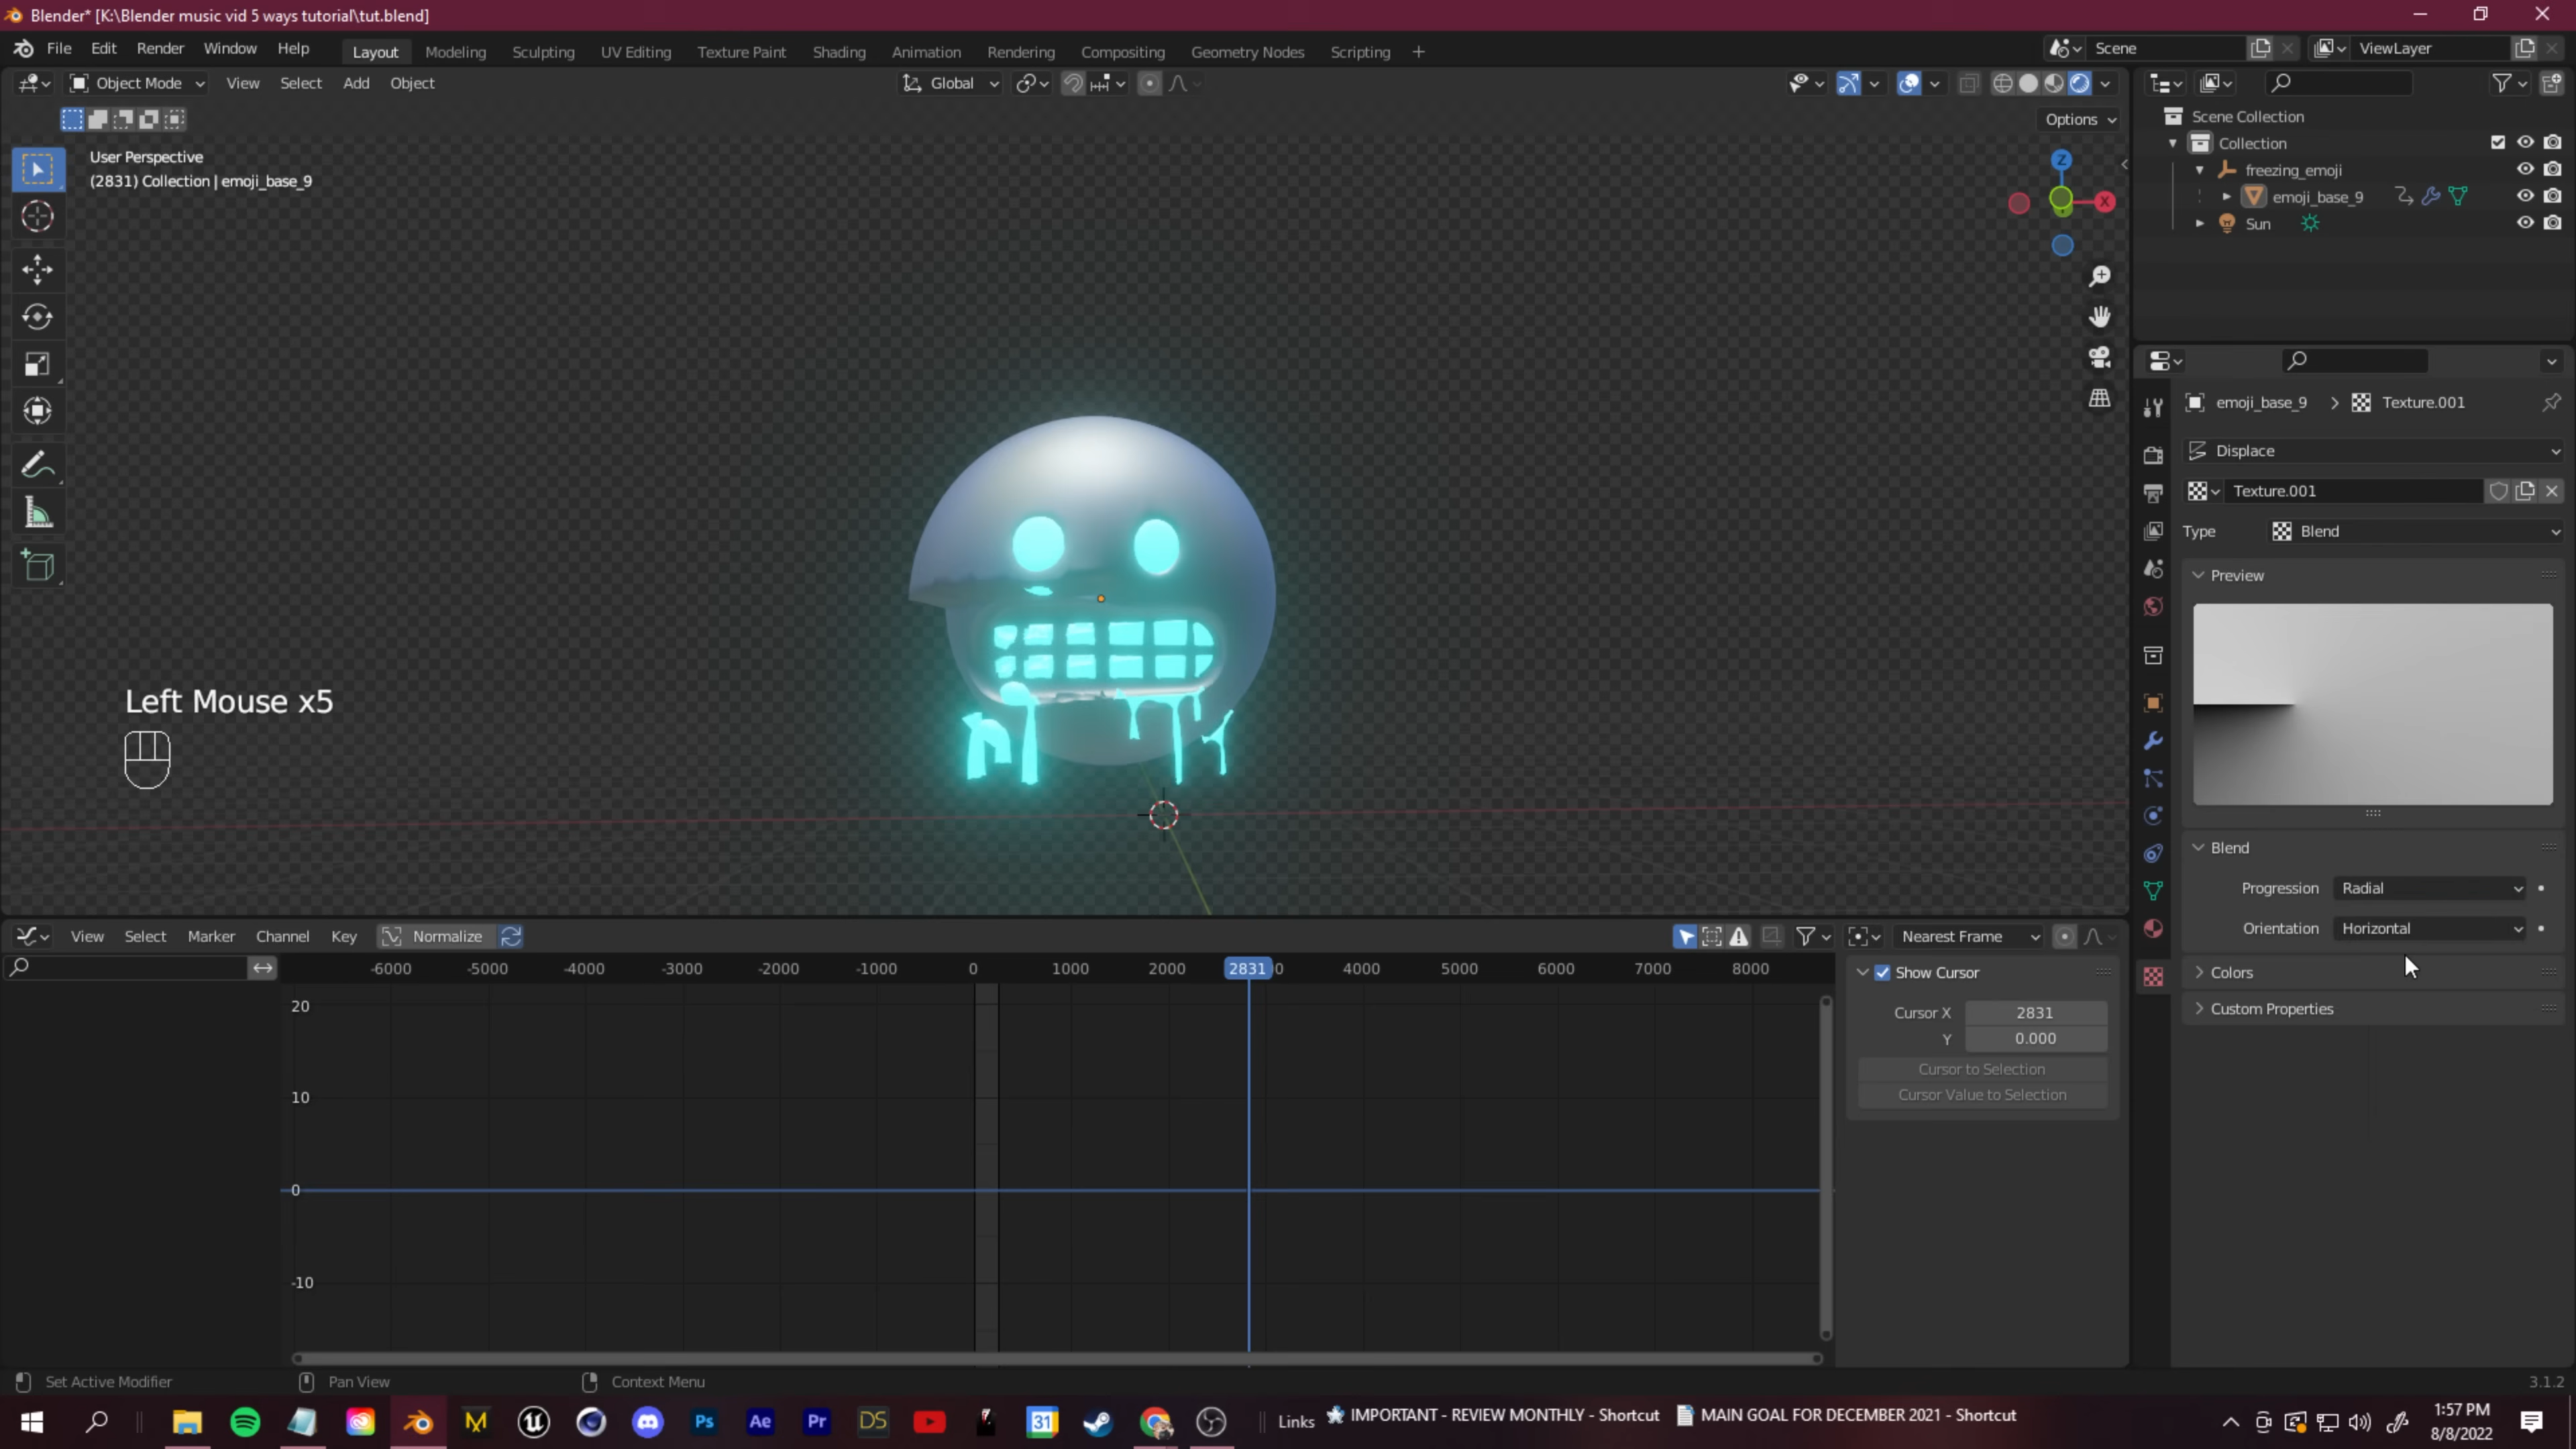 Blender* [K:\Blender music vid 5 ways tutorial\tut.blend]
File Edit Render Window Help Layout Modeling Sculpting UV Editing Texture Paint Shading Animation Rendering Compositing Geometry Nodes Scripting + Scene ViewLayer
Object Mode View Select Add Object Global
Options
User Perspective
(2831) Collection | emoji_base_9
Z
X
Scene Collection
Collection
freezing_emoji
emoji_base_9
Sun
emoji_base_9 > Texture.001
Displace
Texture.001
Type Blend
Preview
Left Mouse x5
Blend
Progression Radial
Orientation Horizontal
Colors
Custom Properties
View Select Marker Channel Key Normalize Nearest Frame
-6000 -5000 -4000 -3000 -2000 -1000 0 1000 2000 2831 0 4000 5000 6000 7000 8000
20
10
0
-10
Show Cursor
Cursor X 2831
Y 0.000
Cursor to Selection
Cursor Value to Selection
Set Active Modifier Pan View Context Menu 3.1.2
Ps Ae Pr DS 31 Links IMPORTANT - REVIEW MONTHLY - Shortcut MAIN GOAL FOR DECEMBER 2021 - Shortcut
1:57 PM
8/8/2022